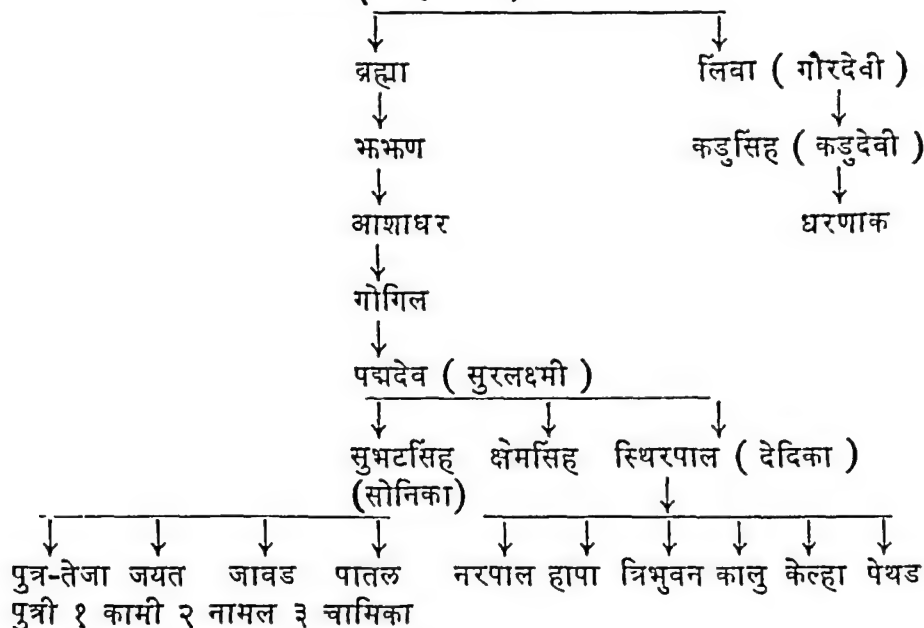 ब्रह्मा लिंवा ( गौरदेवी )
झझण कडुसिंह ( कडुदेवी )
आशाधर धरणाक
गोगिल
पद्मदेव ( सुरलक्ष्मी )
सुभटसिंह क्षेमसिंह स्थिरपाल ( देदिका )
(सोनिका)
पुत्र-तेजा जयत जावड पातल नरपाल हापा त्रिभुवन कालु केल्हा पेथड
पुत्री १ कामी २ नामल ३ चामिका